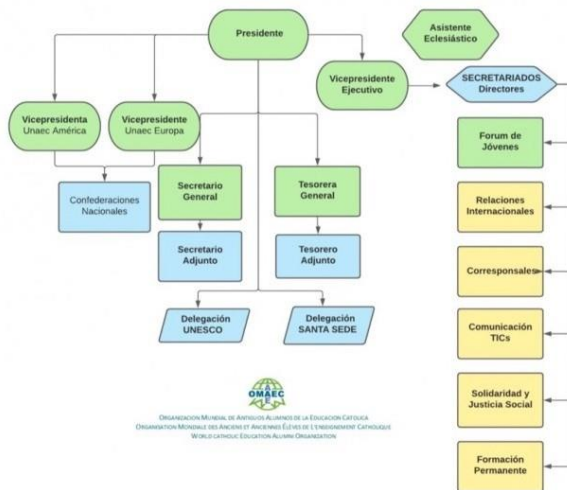 Presidente
Asistente
Eclesiástico
Vicepresidente
Ejecutivo
SECRETARIADOS
Directores
Vicepresidenta
Unaec América
Vicepresidente
Unaec Europa
Forum de
Jóvenes
Confederaciones
Nacionales
Secretario
General
Tesorera
General
Relaciones
Internacionales
Secretario
Adjunto
Tesorero
Adjunto
Corresponsales
Delegación
UNESCO
Delegación
SANTA SEDE
Comunicación
TICs
Solidaridad y
Justicia Social
Formación
Permanente
OMAEC
ORGANIZACION MUNDIAL DE ANTIGUOS ALUMNOS DE LA EDUCACION CATOLICA
ORGANISATION MONDIALE DES ANCIENS ET ANCIENNES ÉLÈVES DE L'ENSEIGNEMENT CATHOLIQUE
WORLD CATHOLIC EDUCATION ALUMNI ORGANIZATION